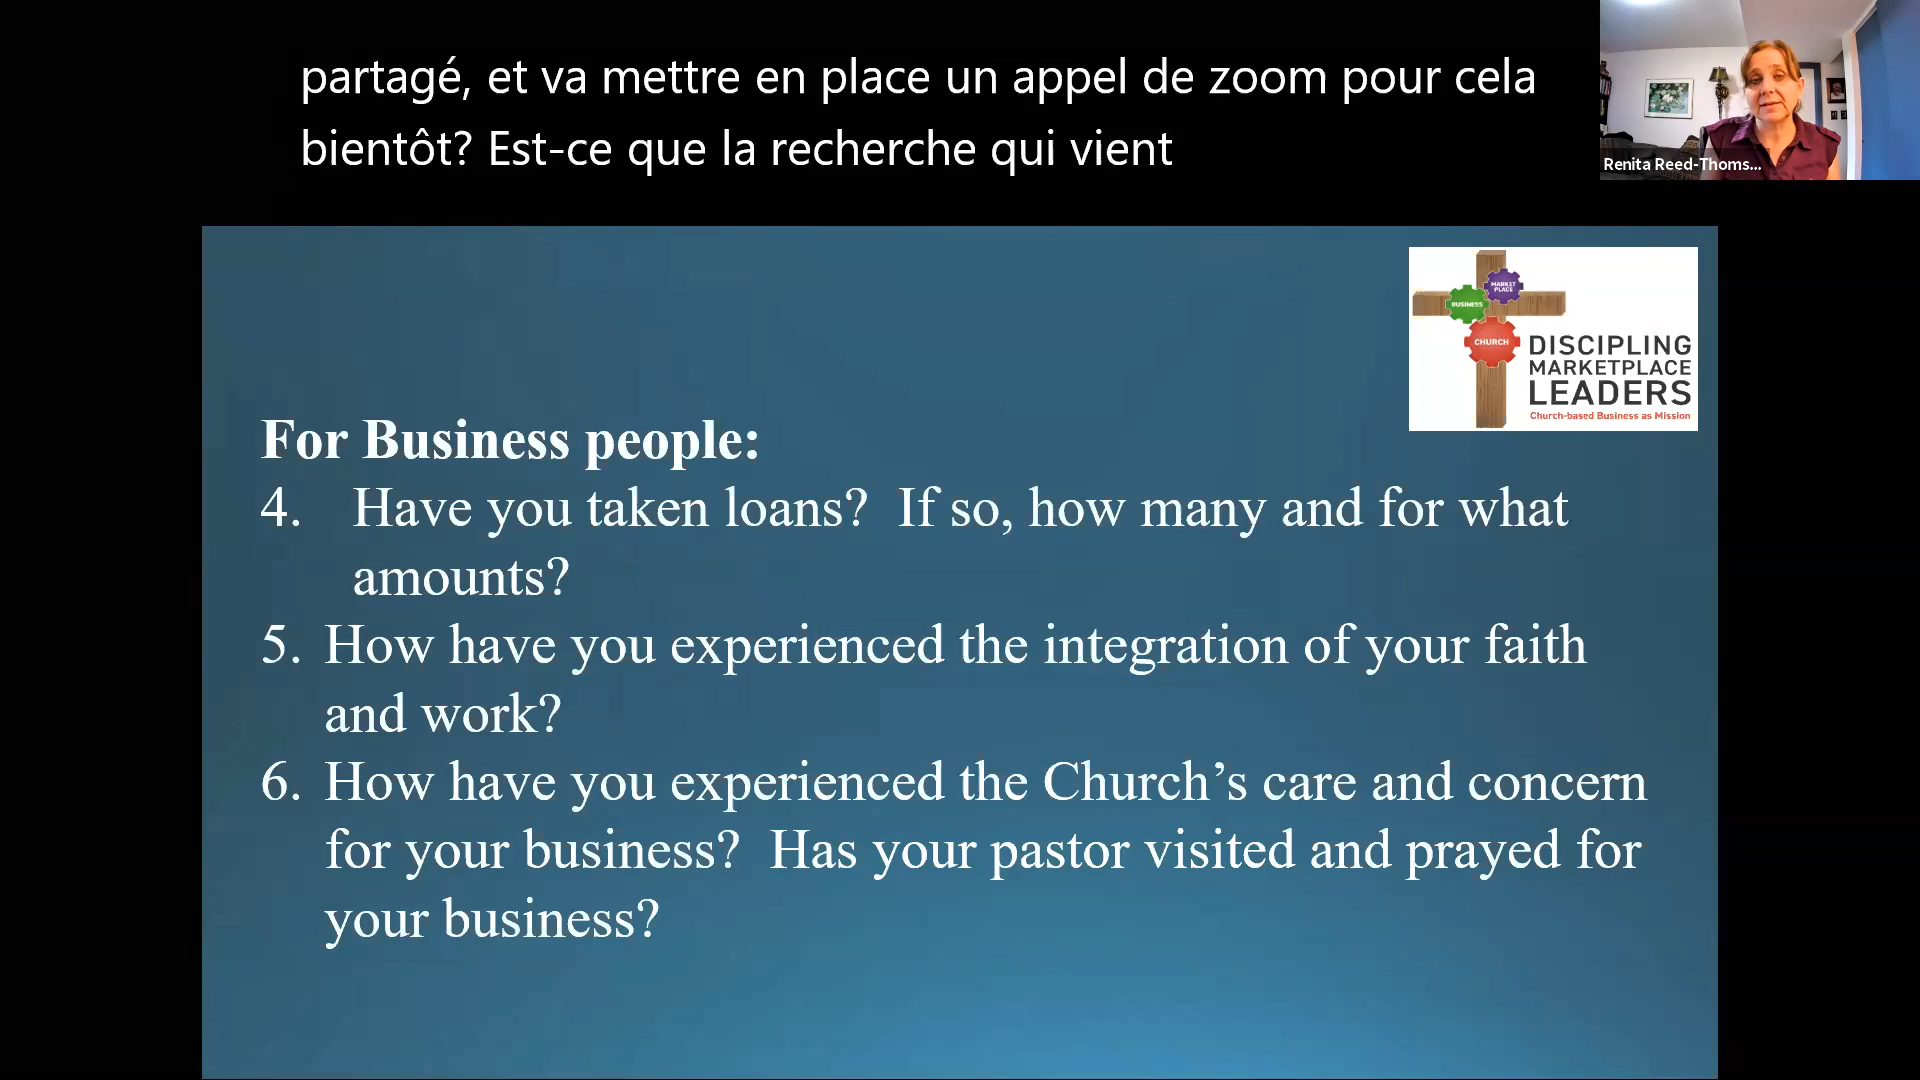 partagé, et va mettre en place un appel de zoom pour cela
bientôt? Est-ce que la recherche qui vient
Renita Reed-Thoms...
MARKET
PLACE
BUSINESS
CHURCH
DISCIPLING
MARKETPLACE
LEADERS
Church-based Business as Mission
For Business people:
4. Have you taken loans? If so, how many and for what
amounts?
5. How have you experienced the integration of your faith
and work?
6. How have you experienced the Church’s care and concern
for your business? Has your pastor visited and prayed for
your business?